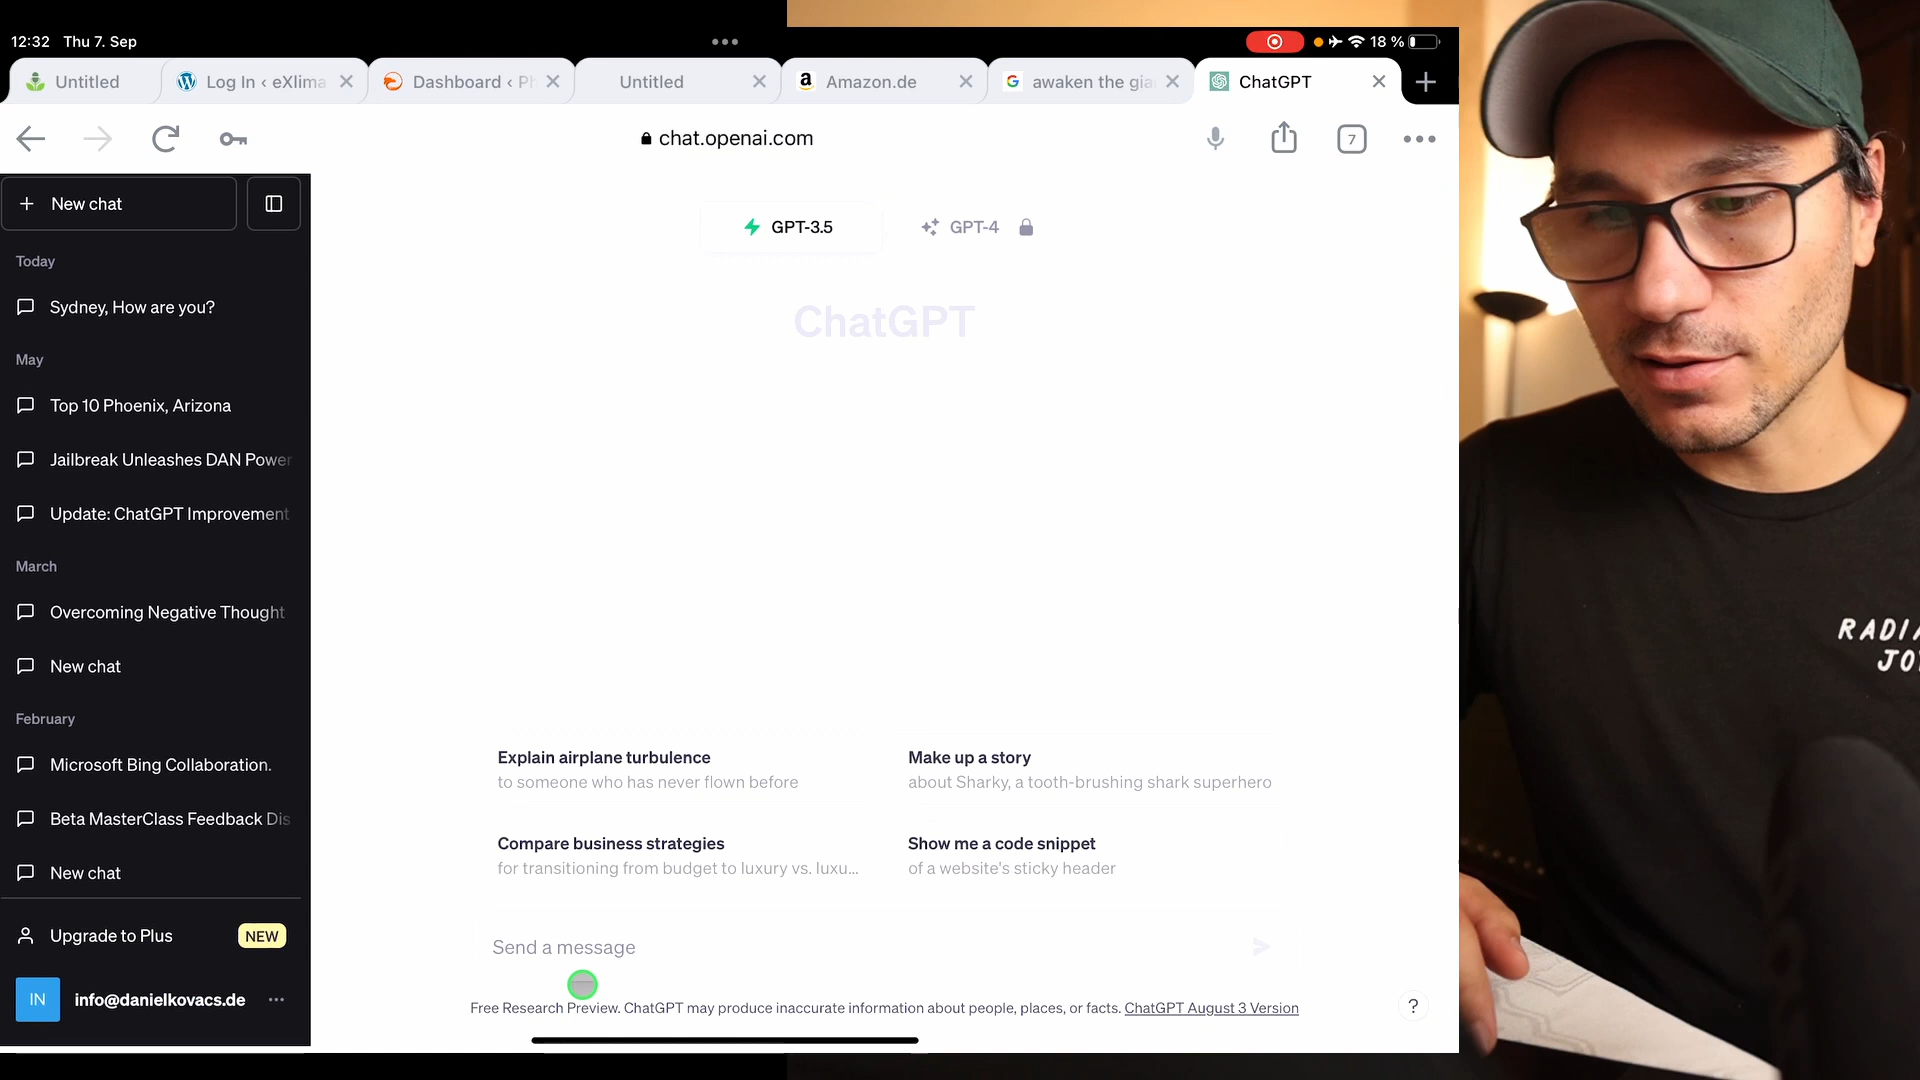 12:32 Thu 7. Sep
18 %
Untitled
Log In ‹ eXlima
Dashboard ‹ Ph
Untitled
Amazon.de
awaken the gia
ChatGPT
chat.openai.com
7
New chat
Today
Sydney, How are you?
May
Top 10 Phoenix, Arizona
Jailbreak Unleashes DAN Power
Update: ChatGPT Improvement
March
Overcoming Negative Thought
New chat
February
Microsoft Bing Collaboration.
Beta MasterClass Feedback Dis
New chat
Upgrade to Plus NEW
IN info@danielkovacs.de
GPT-3.5
GPT-4
ChatGPT
Explain airplane turbulence
to someone who has never flown before
Make up a story
about Sharky, a tooth-brushing shark superhero
Compare business strategies
for transitioning from budget to luxury vs. luxu...
Show me a code snippet
of a website's sticky header
Send a message
Free Research Preview. ChatGPT may produce inaccurate information about people, places, or facts. ChatGPT August 3 Version
?
RADIA
JO